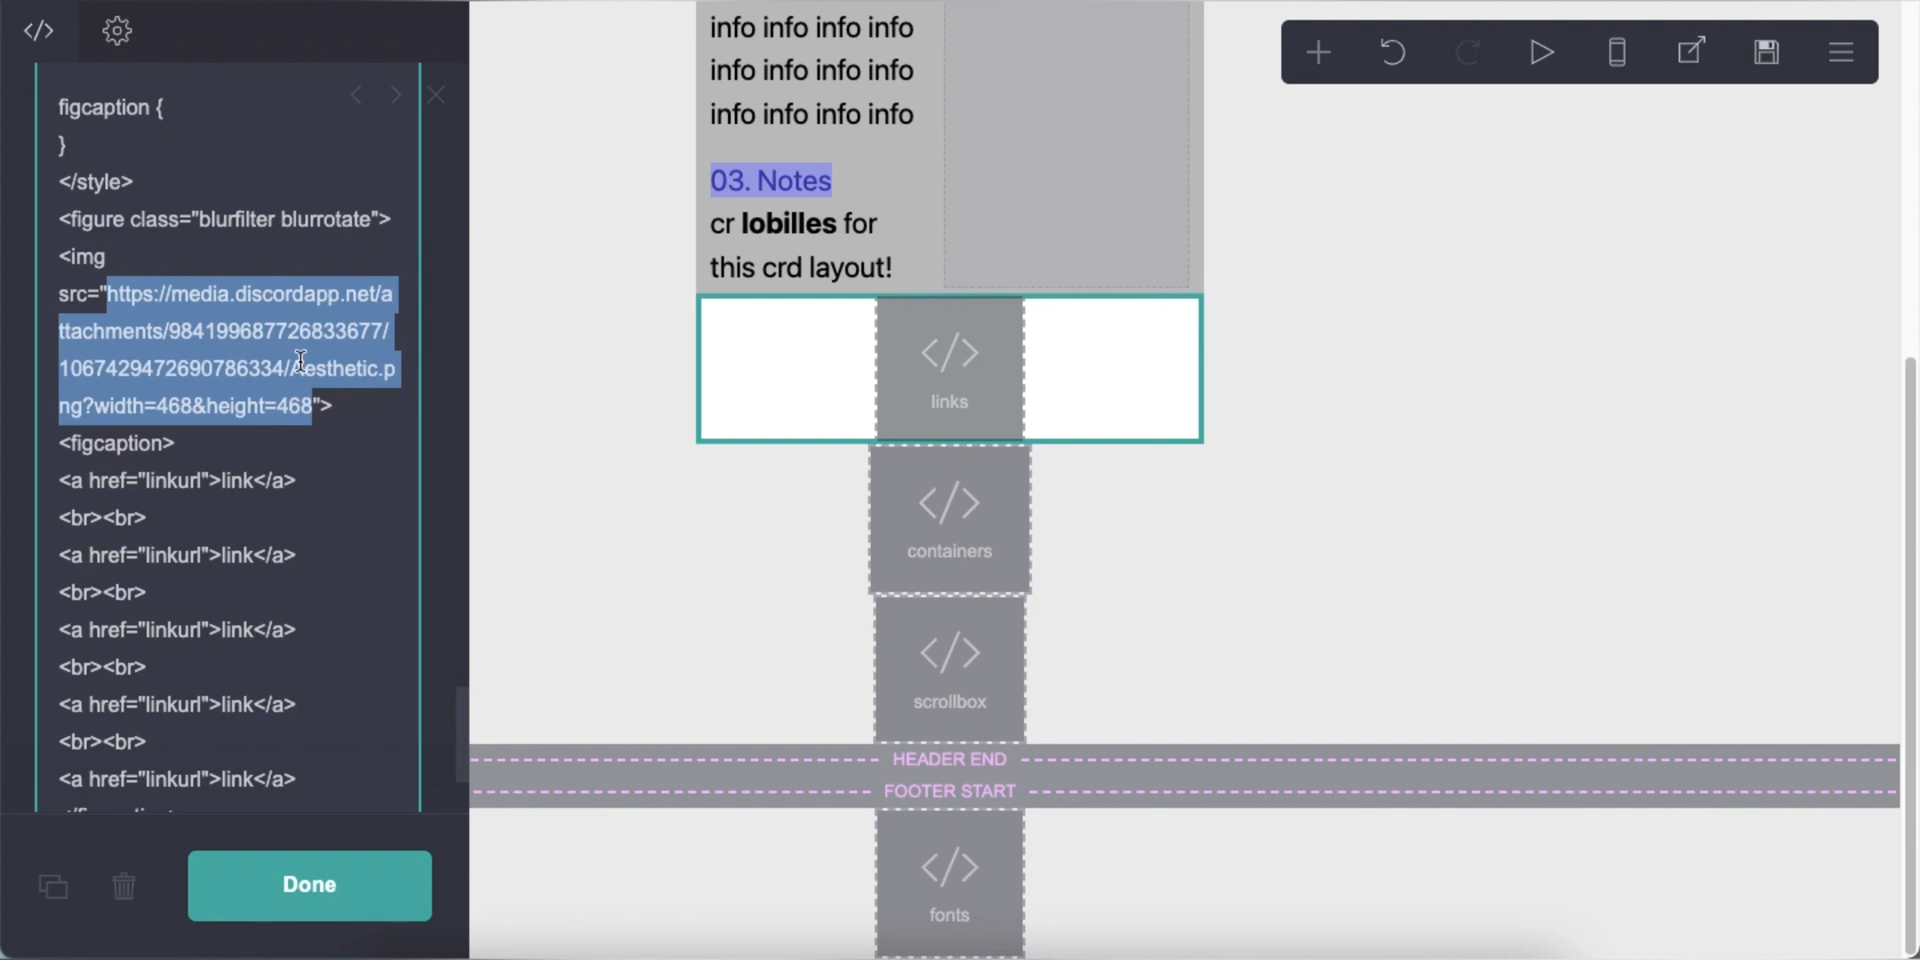 </>
figcaption {
}
</style>
<figure class="blurfilter blurrotate">
<img
src="https://media.discordapp.net/a
ttachments/984199687726833677/
1067429472690786334/Aesthetic.p
ng?width=468&height=468">
<figcaption>
<a href="linkurl">link</a>
<br><br>
<a href="linkurl">link</a>
<br><br>
<a href="linkurl">link</a>
<br><br>
<a href="linkurl">link</a>
<br><br>
<a href="linkurl">link</a>
Done
info info info info
info info info info
info info info info
03. Notes
cr lobilles for
this crd layout!
</>
links
</>
containers
</>
scrollbox
HEADER END
FOOTER START
</>
fonts